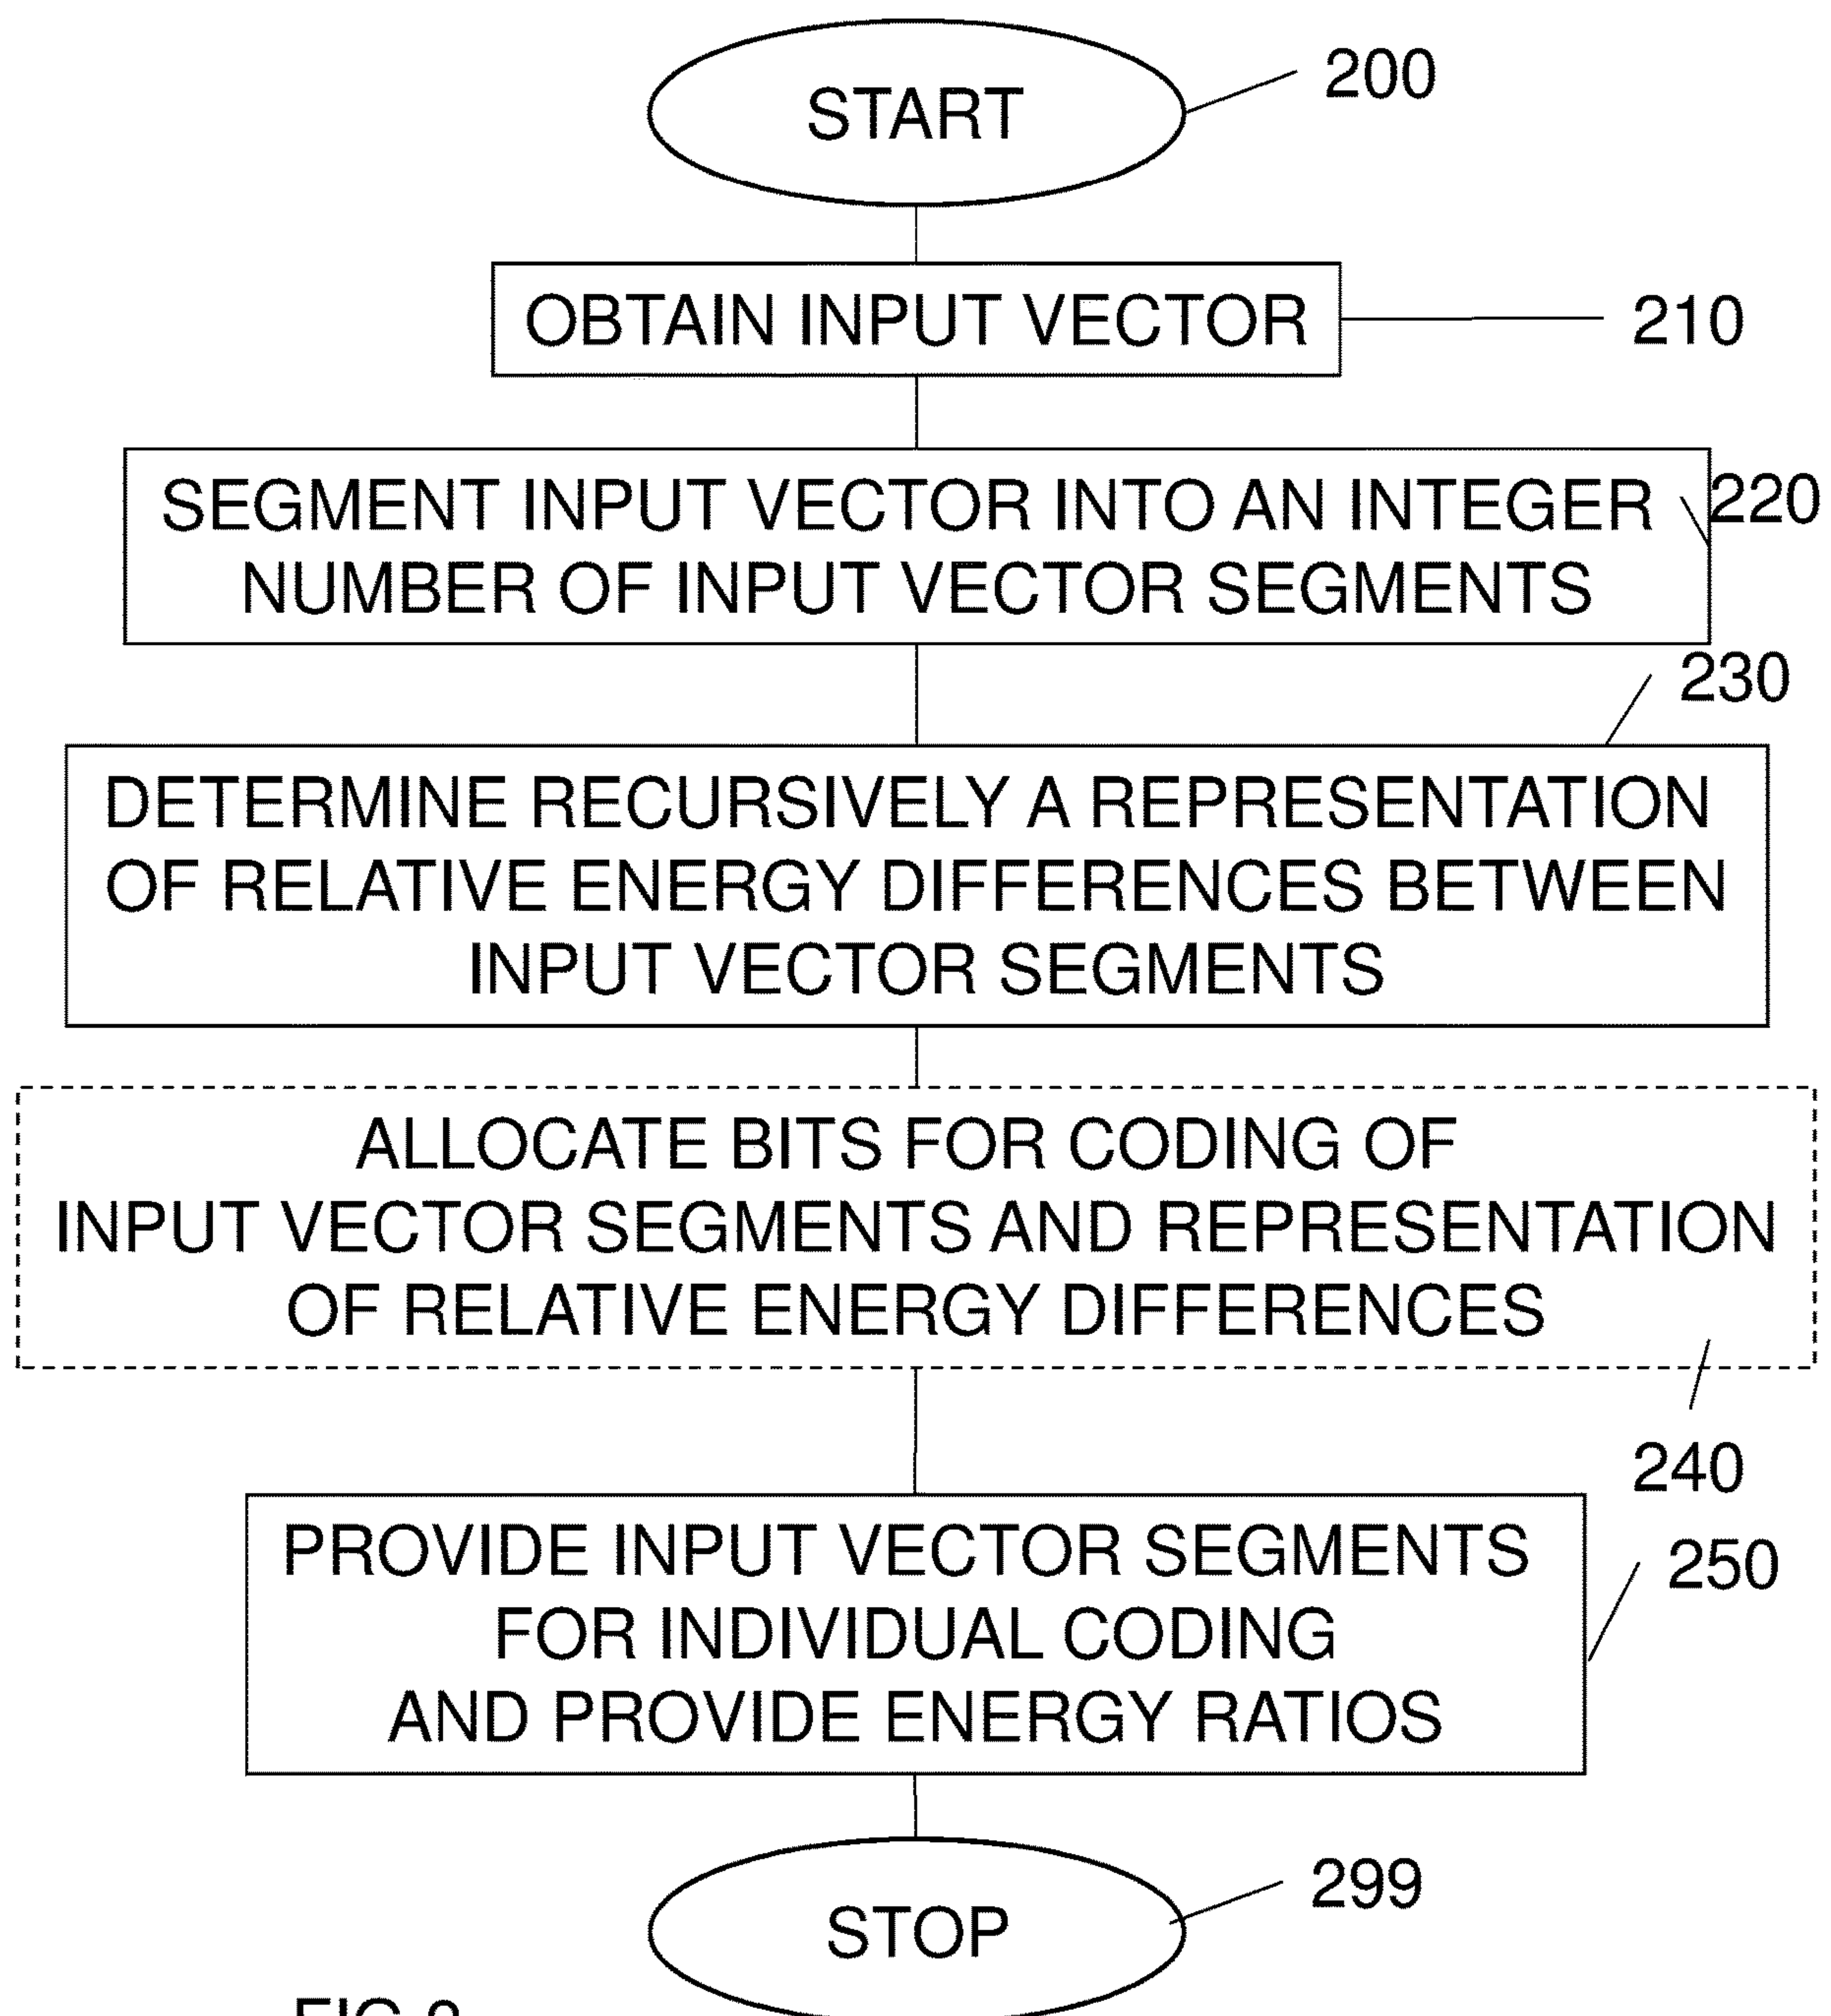 START
200
OBTAIN INPUT VECTOR
210
SEGMENT INPUT VECTOR INTO AN INTEGER
220
NUMBER OF INPUT VECTOR SEGMENTS
230
DETERMINE RECURSIVELY A REPRESENTATION
OF RELATIVE ENERGY DIFFERENCES BETWEEN
INPUT VECTOR SEGMENTS
ALLOCATE BITS FOR CODING OF
INPUT VECTOR SEGMENTS AND REPRESENTATION
OF RELATIVE ENERGY DIFFERENCES
240
PROVIDE INPUT VECTOR SEGMENTS
250
FOR INDIVIDUAL CODING
AND PROVIDE ENERGY RATIOS
299
STOP